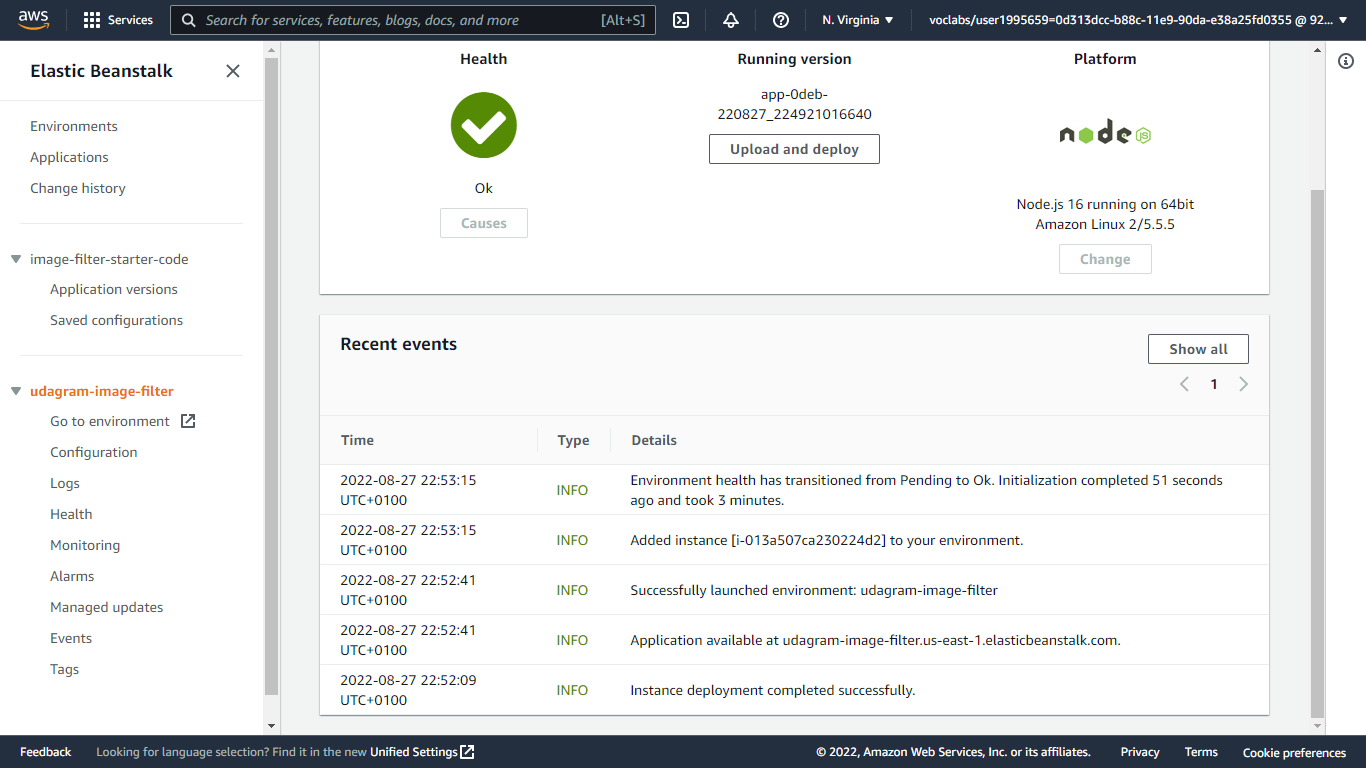 aws
Services
Search for services, features, blogs, docs, and more
[Alt+S]
N. Virginia
voclabs/user1995659=0d313dcc-b88c-11e9-90da-e38a25fd0355 @ 92...
Elastic Beanstalk
Environments
Applications
Change history
image-filter-starter-code
Application versions
Saved configurations
udagram-image-filter
Go to environment
Configuration
Logs
Health
Monitoring
Alarms
Managed updates
Events
Tags
Health
Ok
Causes
Running version
app-0deb-
220827_224921016640
Upload and deploy
Platform
node JS
Node.js 16 running on 64bit
Amazon Linux 2/5.5.5
Change
Recent events
Show all
1
Time
Type
Details
2022-08-27 22:53:15
UTC+0100
INFO
Environment health has transitioned from Pending to Ok. Initialization completed 51 seconds
ago and took 3 minutes.
2022-08-27 22:53:15
UTC+0100
INFO
Added instance [i-013a507ca230224d2] to your environment.
2022-08-27 22:52:41
UTC+0100
INFO
Successfully launched environment: udagram-image-filter
2022-08-27 22:52:41
UTC+0100
INFO
Application available at udagram-image-filter.us-east-1.elasticbeanstalk.com.
2022-08-27 22:52:09
UTC+0100
INFO
Instance deployment completed successfully.
Feedback
Looking for language selection? Find it in the new Unified Settings
© 2022, Amazon Web Services, Inc. or its affiliates.
Privacy
Terms
Cookie preferences